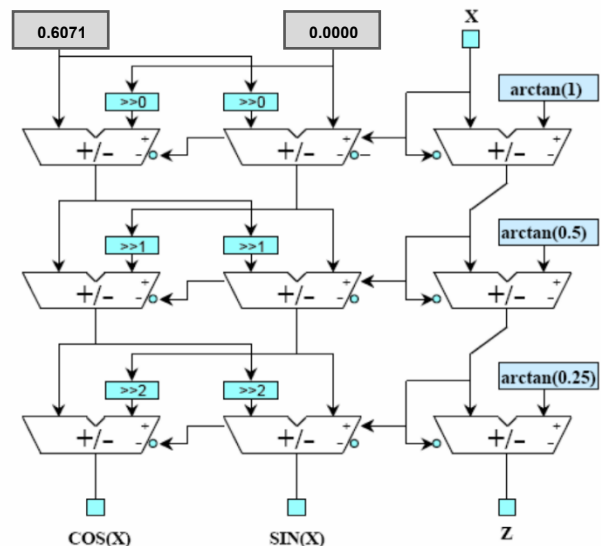 0.6071 0.0000 X
>>0 >>0 arctan(1)
+/- + - +/- + - +/- + -
>>1 >>1 arctan(0.5)
+/- + - +/- + - +/- + -
>>2 >>2 arctan(0.25)
+/- + - +/- + - +/- + -
COS(X) SIN(X) Z